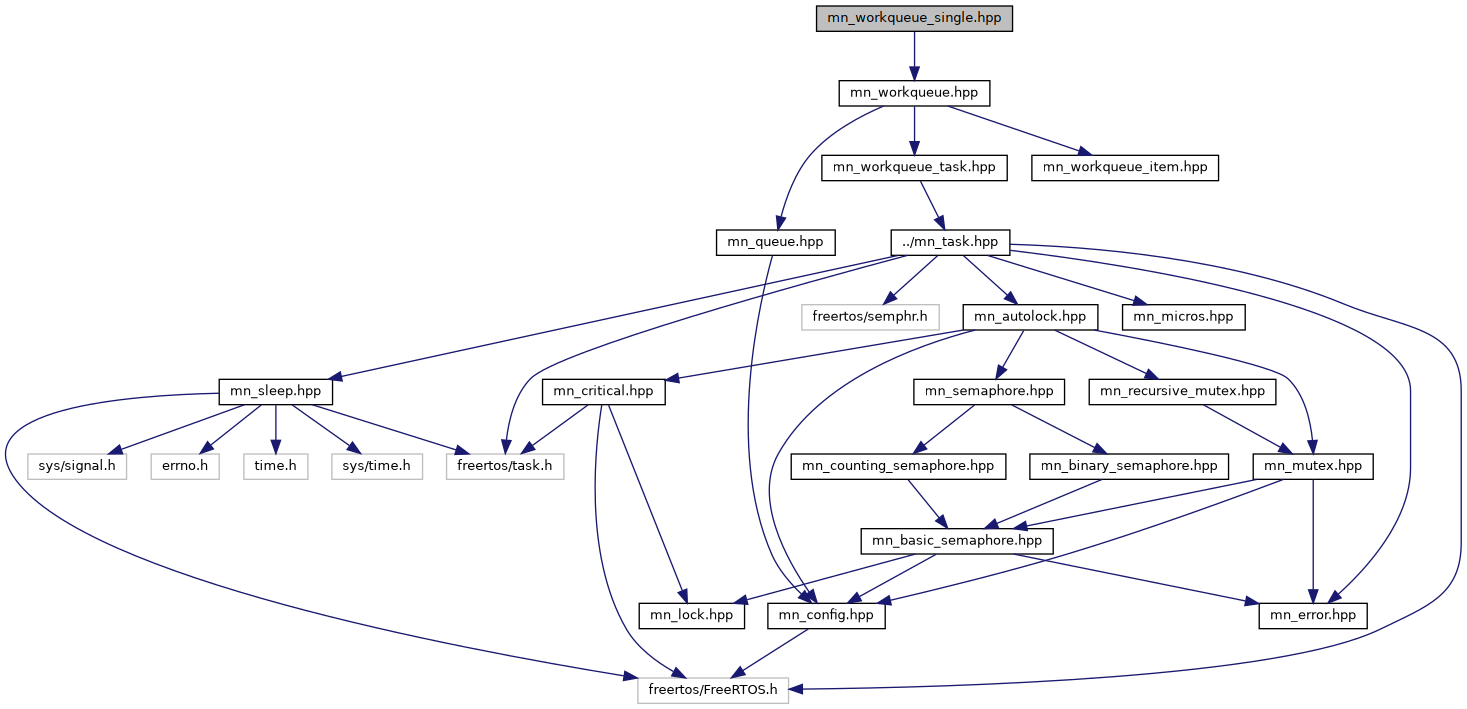 mn_workqueue_single.hpp
mn_workqueue.hpp
mn_workqueue_task.hpp
mn_workqueue_item.hpp
mn_queue.hpp
../mn_task.hpp
freertos/semphr.h
mn_autolock.hpp
mn_micros.hpp
mn_sleep.hpp
mn_critical.hpp
mn_semaphore.hpp
mn_recursive_mutex.hpp
sys/signal.h
errno.h
time.h
sys/time.h
freertos/task.h
mn_counting_semaphore.hpp
mn_binary_semaphore.hpp
mn_mutex.hpp
mn_basic_semaphore.hpp
mn_lock.hpp
mn_config.hpp
mn_error.hpp
freertos/FreeRTOS.h